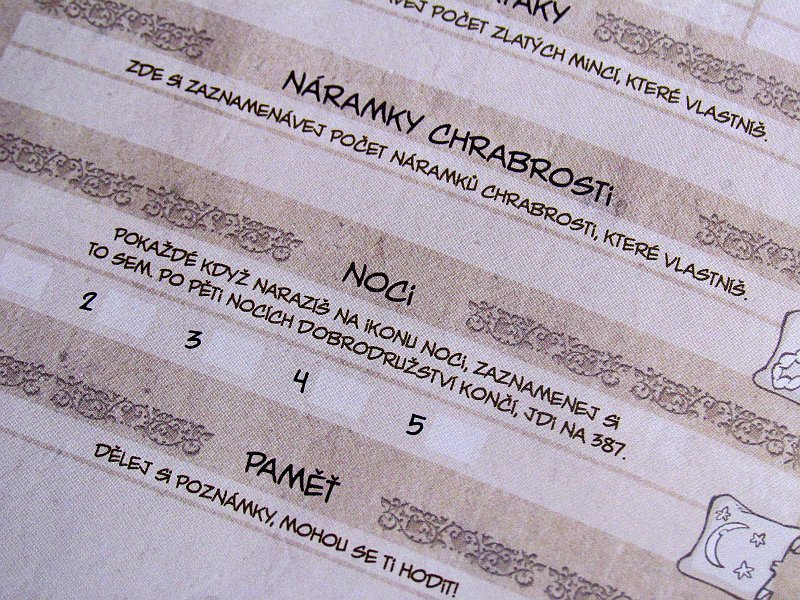 POČET ZLATÝCH MINCÍ, KTERÉ VLASTNÍŠ.
NÁRAMKY CHRABROSTI
ZDE SI ZAZNAMENÁVEJ POČET NÁRAMKŮ CHRABROSTI, KTERÉ VLASTNÍŠ.
NOCI
POKAŽDÉ KDYŽ NARAZÍŠ NA IKONU NOCI, ZAZNAMENEJ SI
TO SEM. PO PĚTI NOCÍCH DOBRODRUŽSTVÍ KONČÍ, JDI NA 387.
2 3 4 5
PAMĚŤ
DĚLEJ SI POZNÁMKY, MOHOU SE TI HODIT!